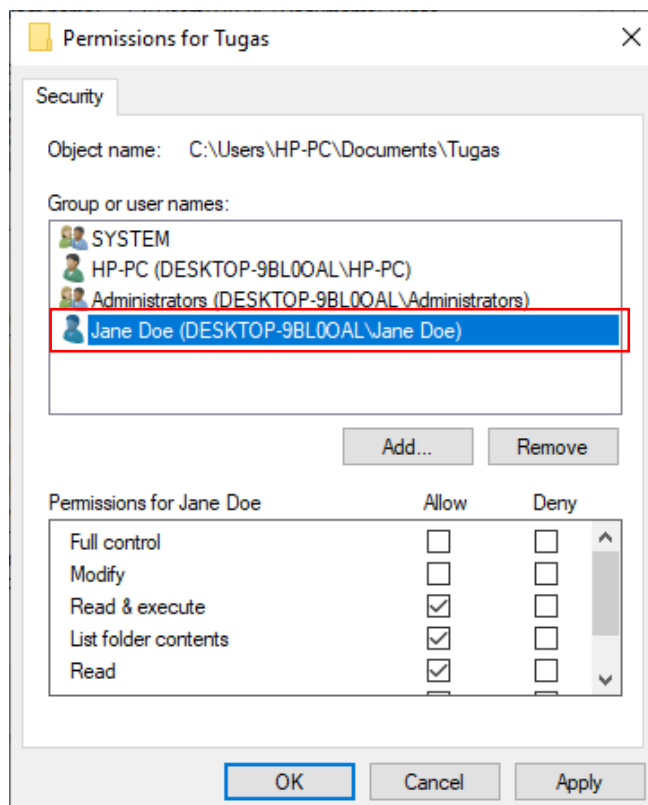 Permissions for Tugas
Security
Object name: C:\Users\HP-PC\Documents\Tugas
Group or user names:
SYSTEM
HP-PC (DESKTOP-9BL0OAL\HP-PC)
Administrators (DESKTOP-9BL0OAL\Administrators)
Jane Doe (DESKTOP-9BL0OAL\Jane Doe)
Add... Remove
Permissions for Jane Doe Allow Deny
Full control
Modify
Read & execute
List folder contents
Read
OK Cancel Apply